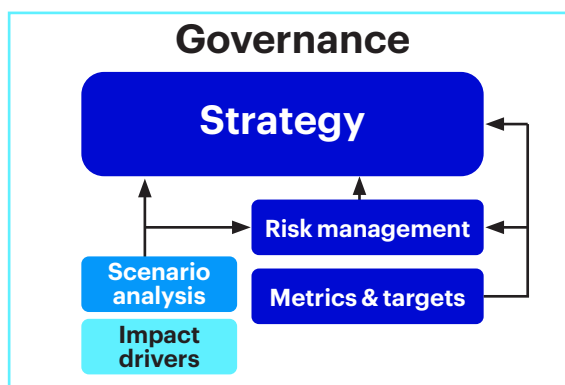 Governance
Strategy
Risk management
Scenario
analysis
Metrics & targets
Impact
drivers